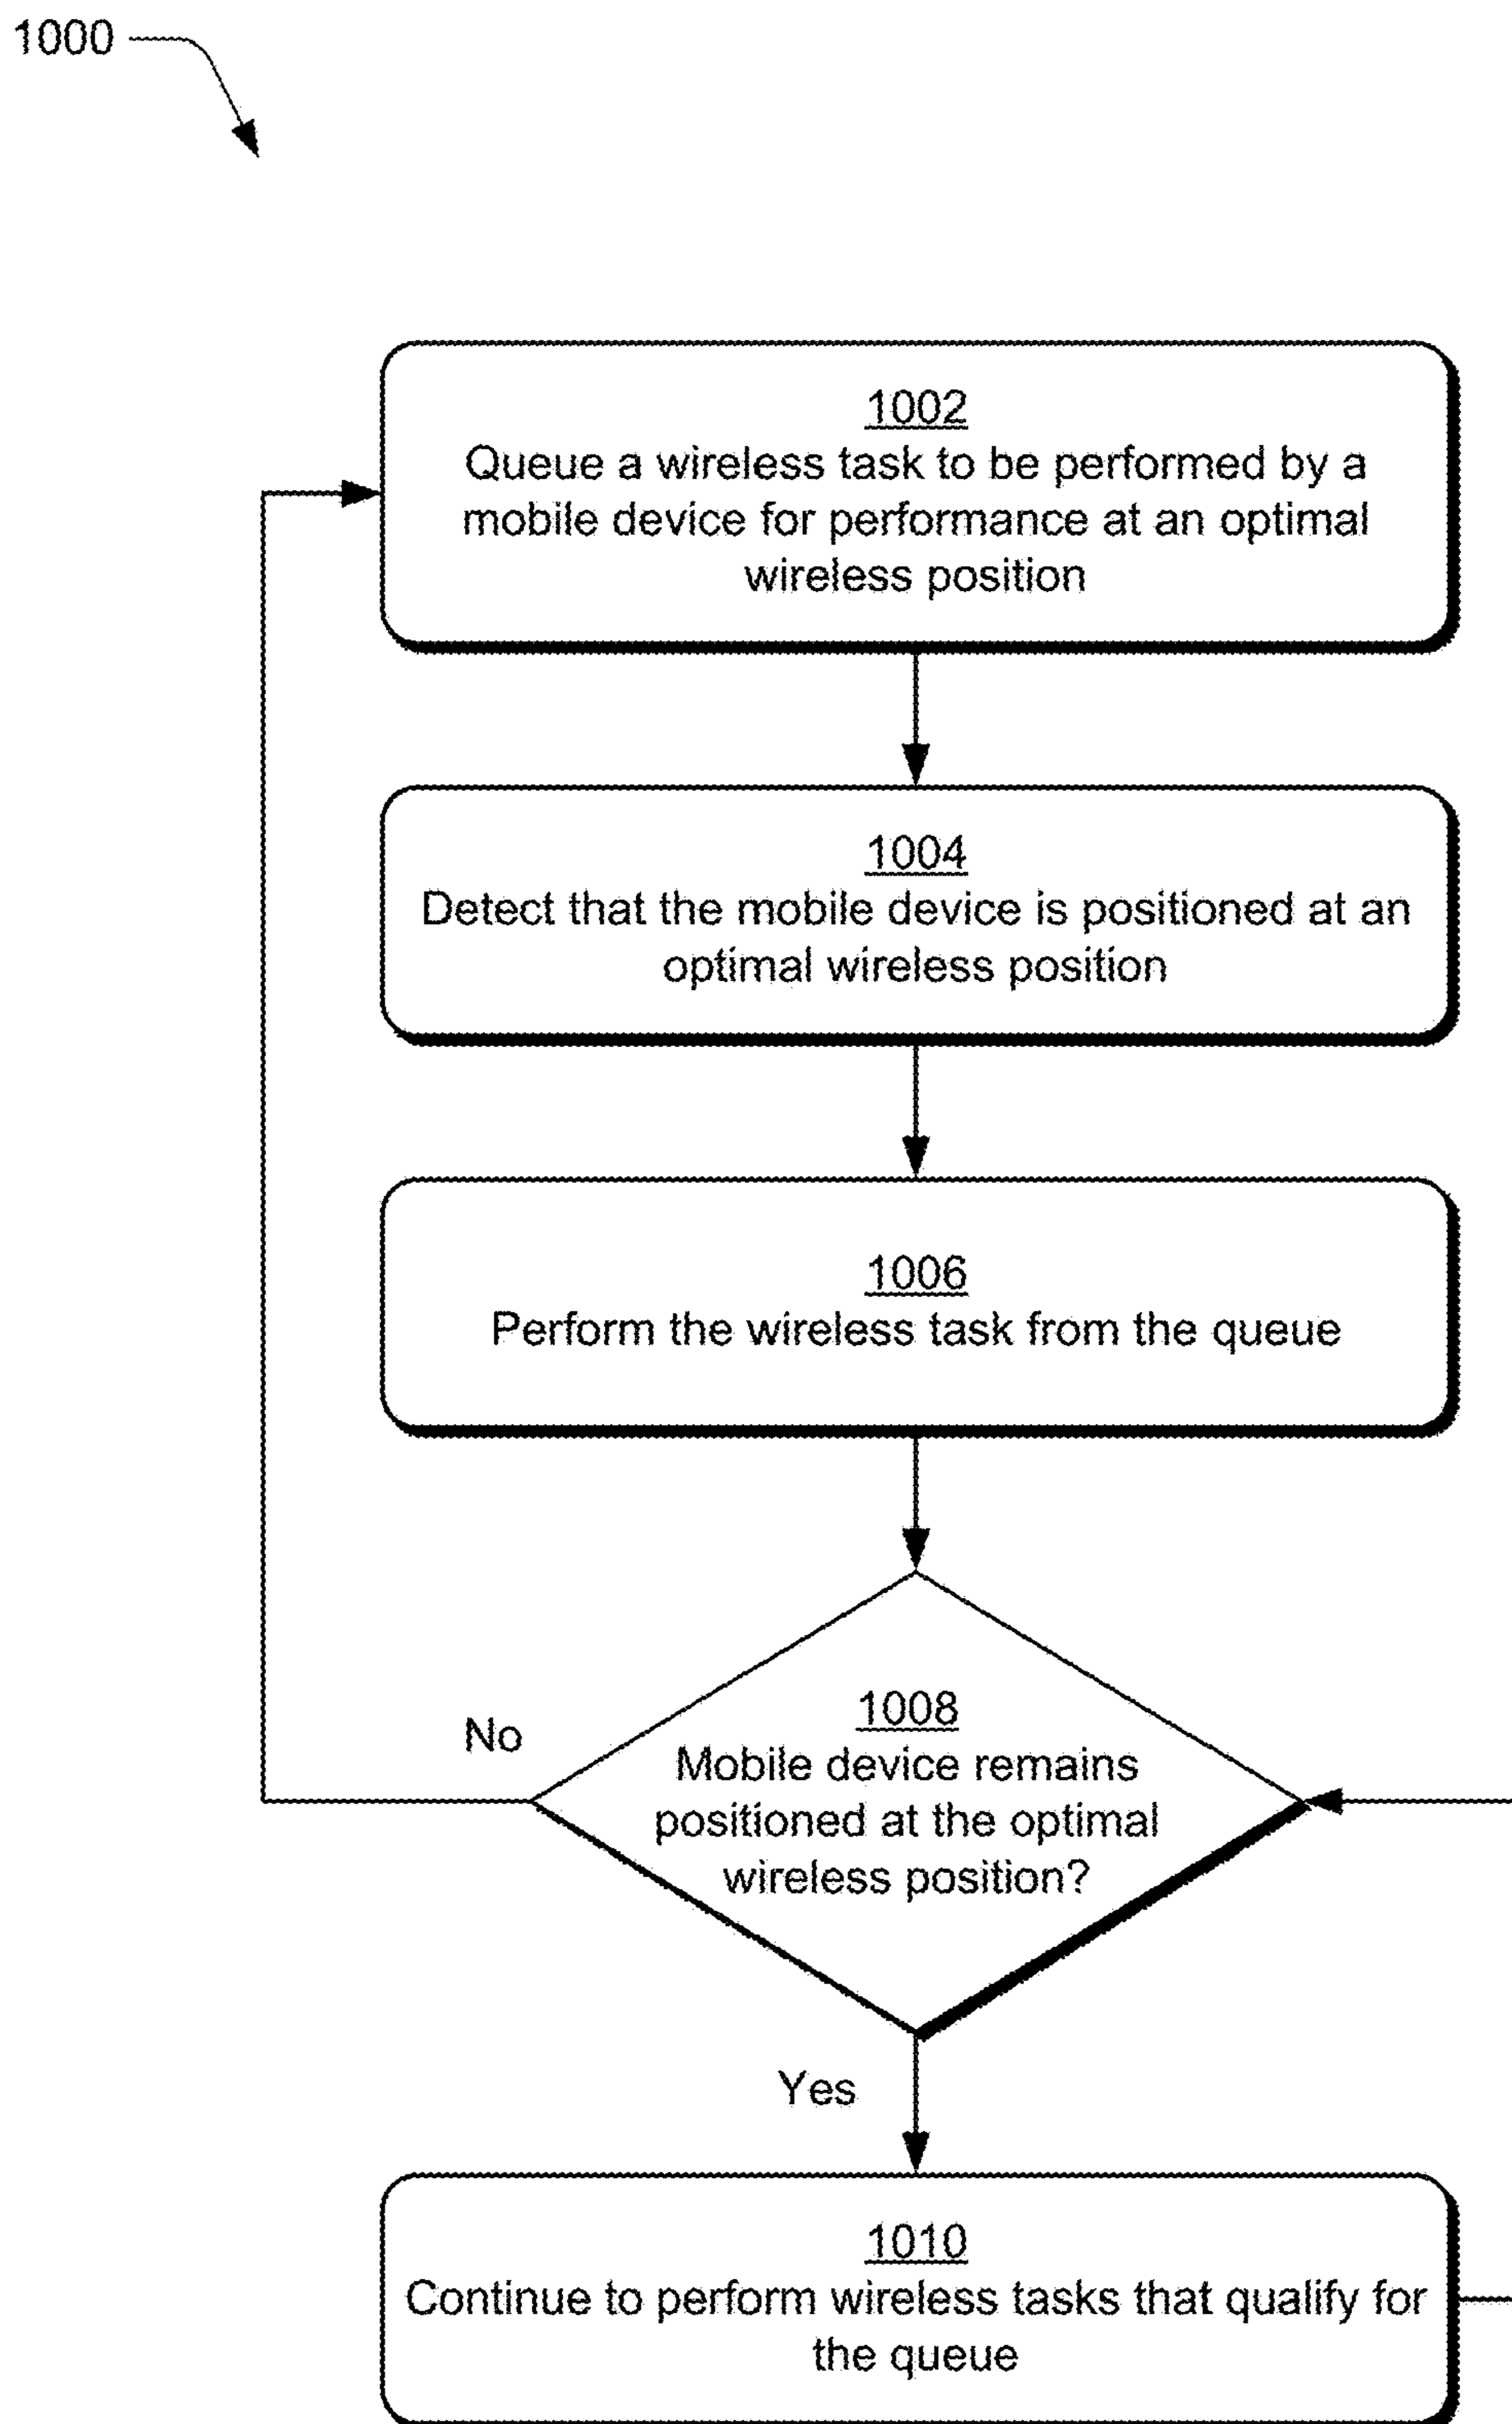 1000
1002
Queue a wireless task to be performed by a
mobile device for performance at an optimal
wireless position
1004
Detect that the mobile device is positioned at an
optimal wireless position
1006
Perform the wireless task from the queue
1008
Mobile device remains
positioned at the optimal
wireless position?
No
Yes
1010
Continue to perform wireless tasks that qualify for
the queue